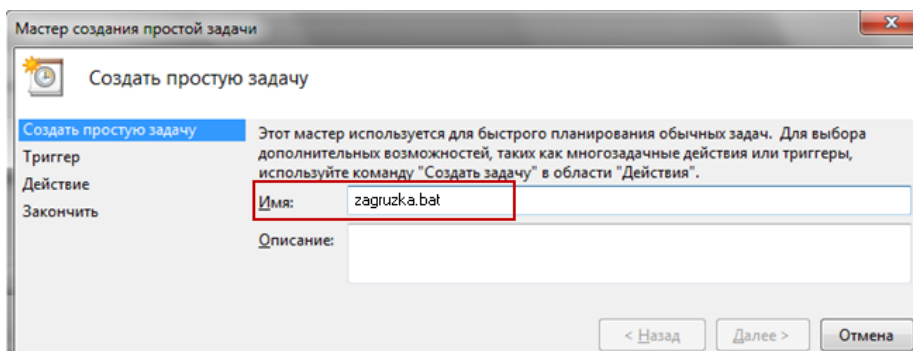 Мастер создания простой задачи
Создать простую задачу
Создать простую задачу
Триггер
Действие
Закончить
Этот мастер используется для быстрого планирования обычных задач. Для выбора
дополнительных возможностей, таких как многозадачные действия или триггеры,
используйте команду "Создать задачу" в области "Действия".
Имя: zagruzka.bat
Описание:
< Назад Далее > Отмена